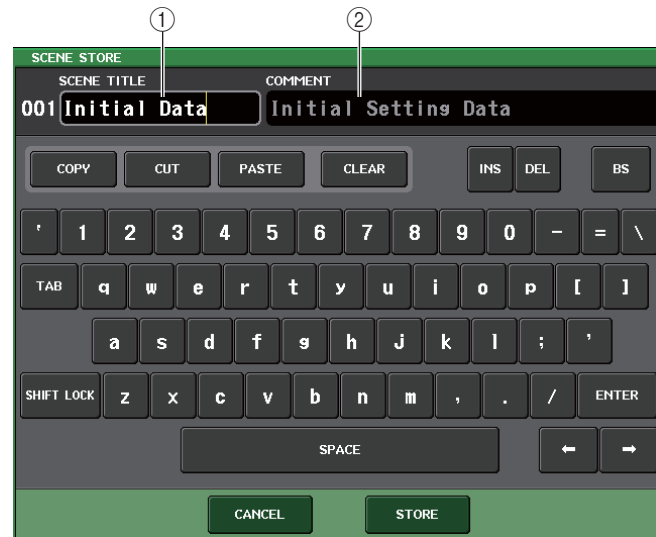 ① ②
SCENE STORE
SCENE TITLE COMMENT
001 Initial Data Initial Setting Data
COPY CUT PASTE CLEAR INS DEL BS
` 1 2 3 4 5 6 7 8 9 0 - = \
TAB q w e r t y u i o p [ ]
a s d f g h j k l ; '
SHIFT LOCK z x c v b n m , . / ENTER
SPACE ← →
CANCEL STORE